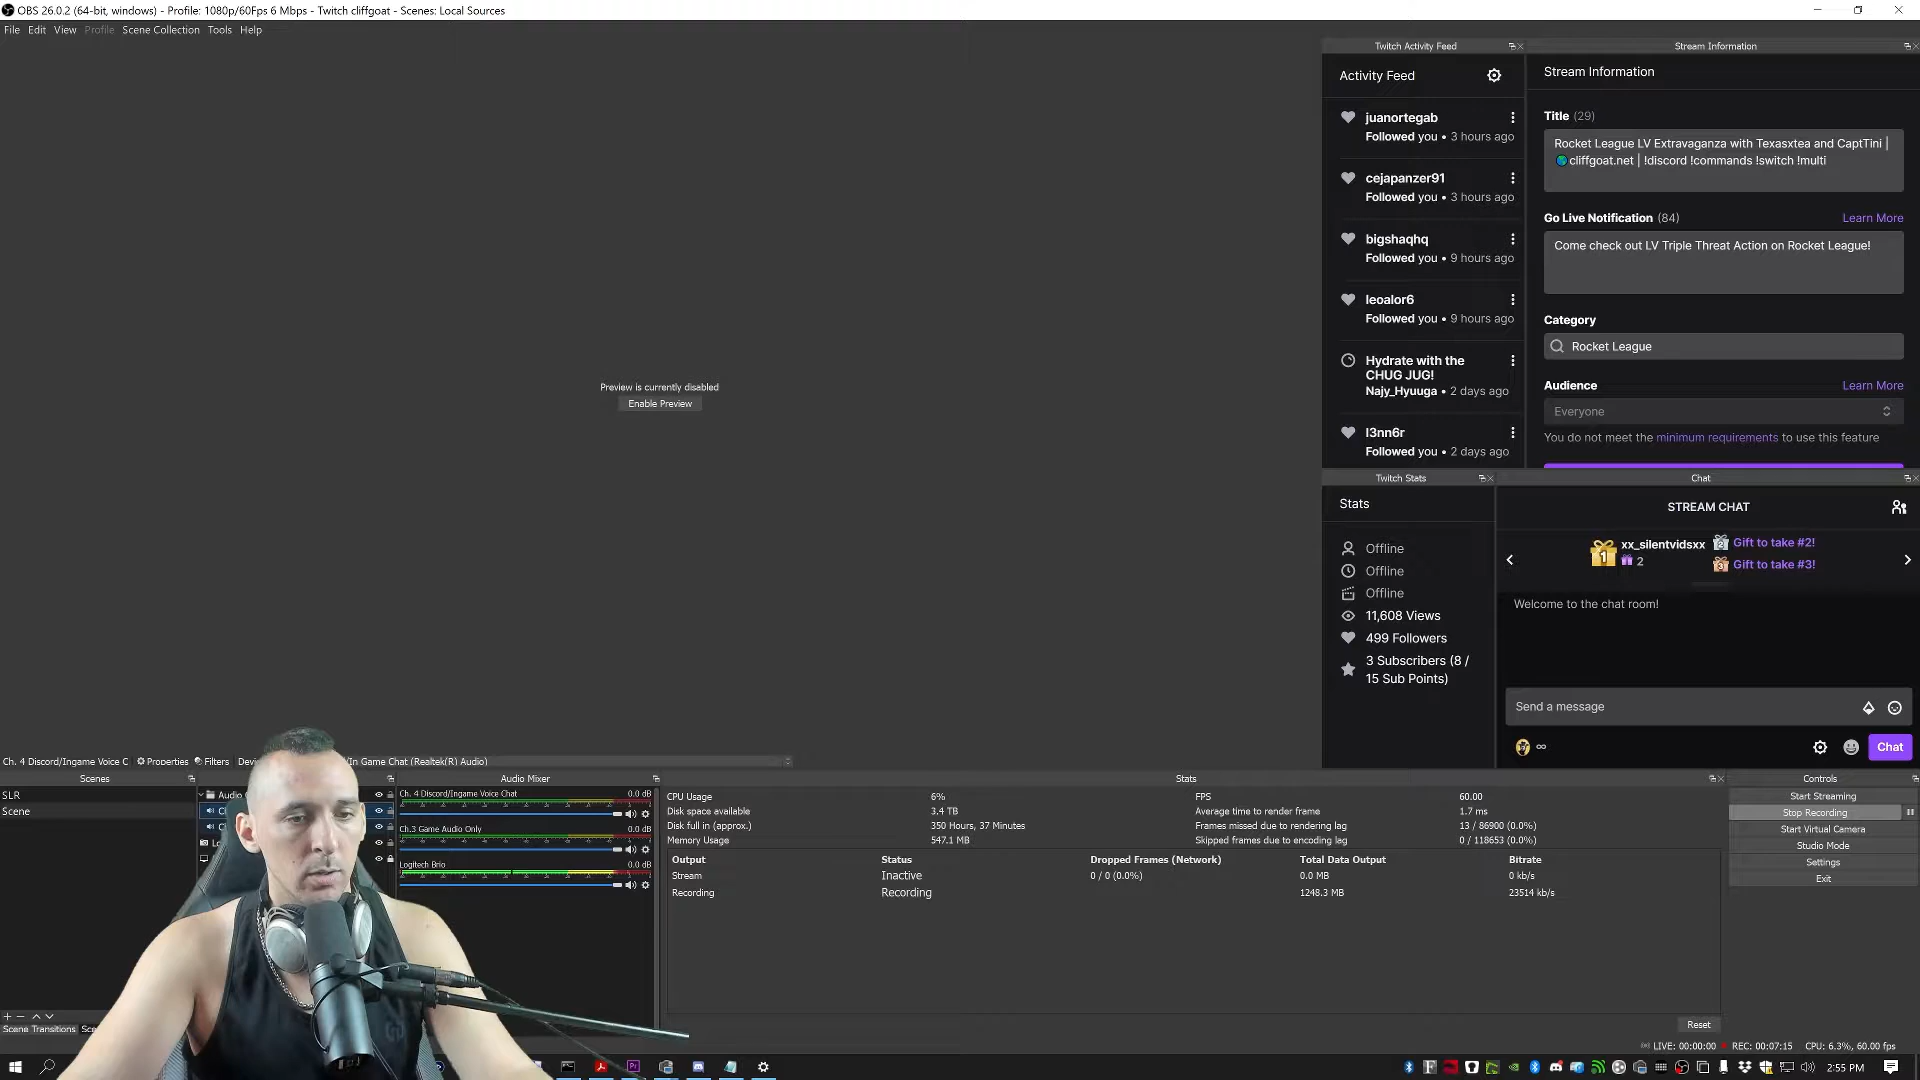 OBS 26.0.2 (64-bit, windows) - Profile: 1080p/60Fps 6 Mbps - Twitch cliffgoat - Scenes: Local Sources
File Edit View Profile Scene Collection Tools Help
Preview is currently disabled
Enable Preview
Twitch Activity Feed
Activity Feed
juanortegab
Followed you • 3 hours ago
cejapanzer91
Followed you • 3 hours ago
bigshaqhq
Followed you • 9 hours ago
leoalor6
Followed you • 9 hours ago
Hydrate with the
CHUG JUG!
Najy_Hyuuga • 2 days ago
l3nn6r
Followed you • 2 days ago
Stream Information
Stream Information
Title (29)
Rocket League LV Extravaganza with Texasxtea and CaptTini |
cliffgoat.net | !discord !commands !switch !multi
Go Live Notification (84)
Learn More
Come check out LV Triple Threat Action on Rocket League!
Category
Rocket League
Audience
Learn More
Everyone
You do not meet the minimum requirements to use this feature
Twitch Stats
Stats
Offline
Offline
Offline
11,608 Views
499 Followers
3 Subscribers (8 /
15 Sub Points)
Chat
STREAM CHAT
1
xx_silentvidsxx
2
Gift to take #2!
Gift to take #3!
Welcome to the chat room!
Send a message
∞
Chat
Ch. 4 Discord/Ingame Voice C Properties Filters
/In Game Chat (Realtek(R) Audio)
Scenes
SLR
Scene
Audio
Scene Transitions
Audio Mixer
Ch. 4 Discord/Ingame Voice Chat 0.0 dB
Ch.3 Game Audio Only 0.0 dB
Logitech Brio 0.0 dB
Stats
CPU Usage 6%
Disk space available 3.4 TB
Disk full in (approx.) 350 Hours, 37 Minutes
Memory Usage 547.1 MB
FPS 60.00
Average time to render frame 1.7 ms
Frames missed due to rendering lag 13 / 86900 (0.0%)
Skipped frames due to encoding lag 0 / 118653 (0.0%)
Output Status Dropped Frames (Network) Total Data Output Bitrate
Stream Inactive 0 / 0 (0.0%) 0.0 MB 0 kb/s
Recording Recording 1248.3 MB 23514 kb/s
Reset
Controls
Start Streaming
Stop Recording
Start Virtual Camera
Studio Mode
Settings
Exit
LIVE: 00:00:00 REC: 00:07:15 CPU: 6.3%, 60.00 fps
2:55 PM